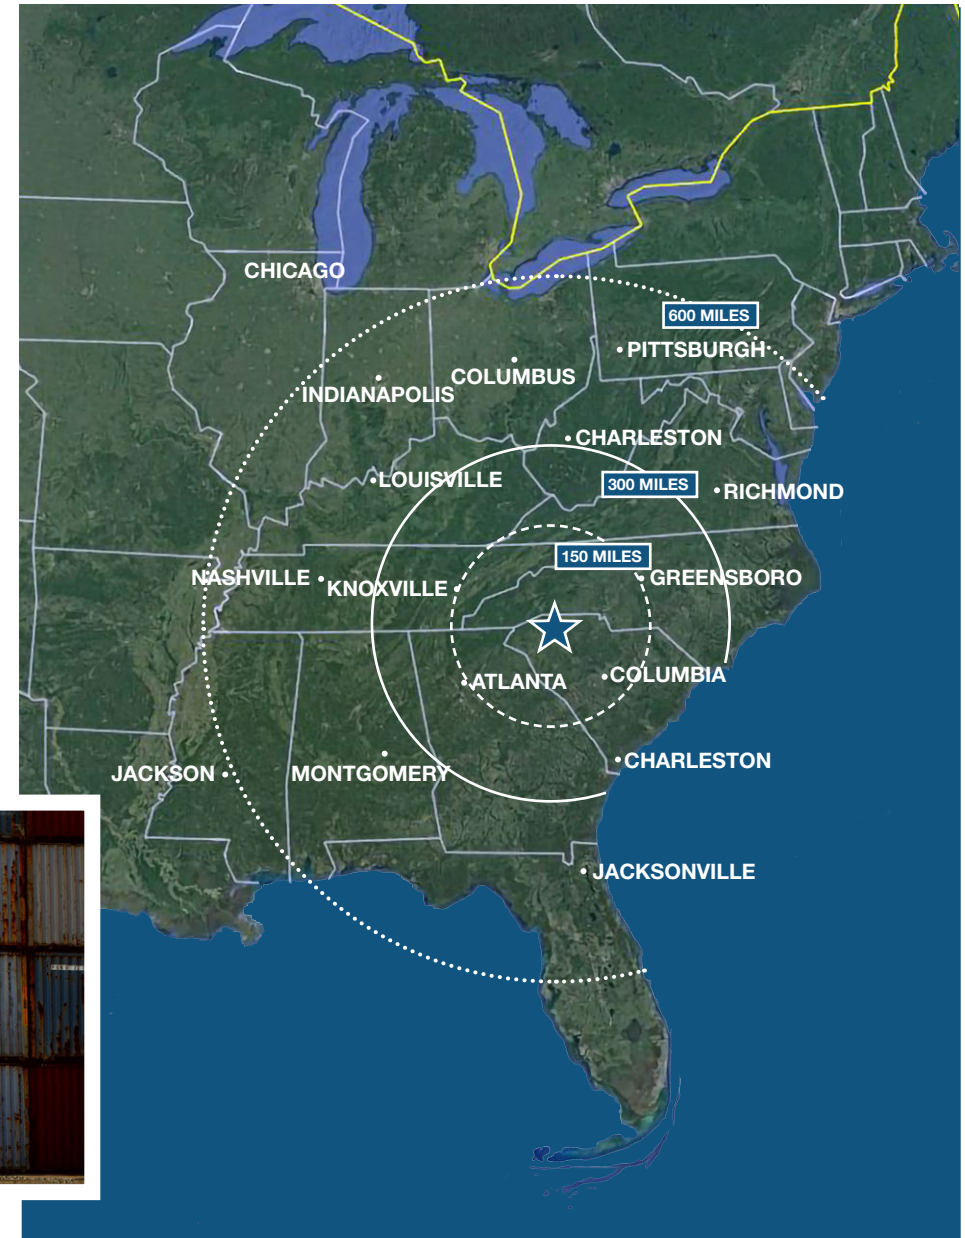 CHICAGO
600 MILES
PITTSBURGH
COLUMBUS
INDIANAPOLIS
CHARLESTON
LOUISVILLE
300 MILES
RICHMOND
150 MILES
NASHVILLE
KNOXVILLE
GREENSBORO
ATLANTA
COLUMBIA
CHARLESTON
JACKSON
MONTGOMERY
JACKSONVILLE